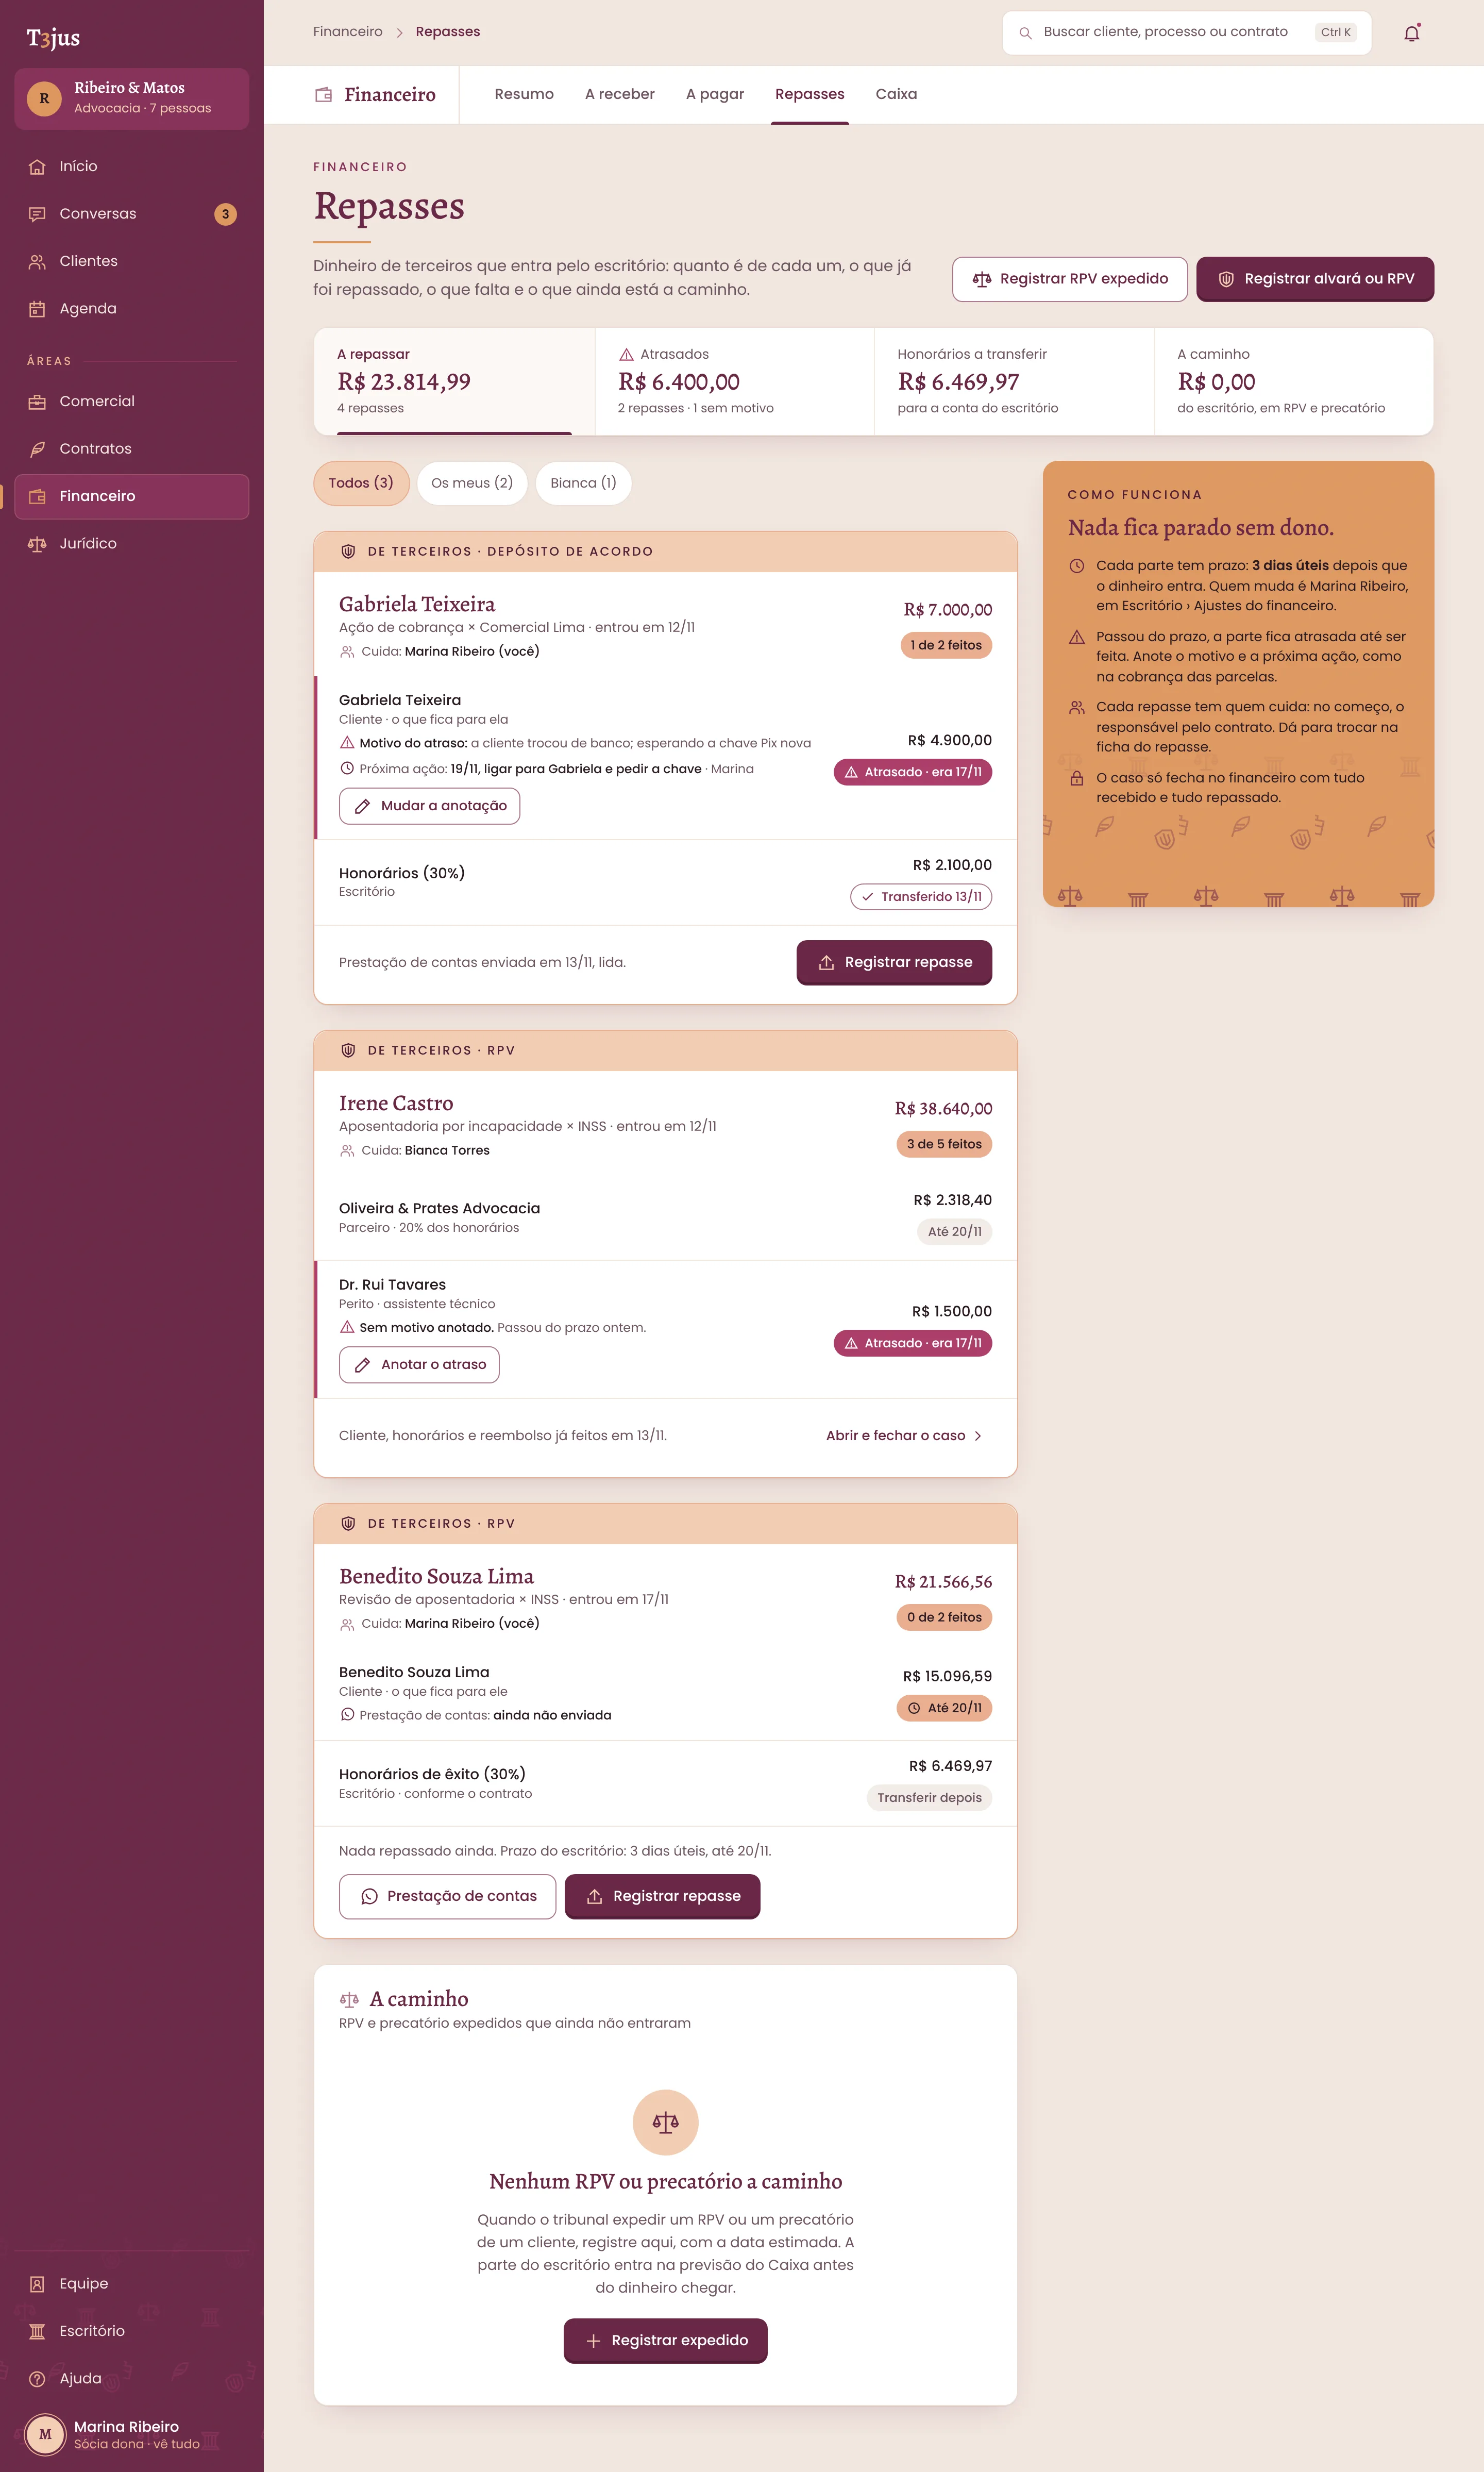 T3jus
R
Ribeiro & Matos
Advocacia · 7 pessoas
Início
Conversas
3
Clientes
Agenda
ÁREAS
Comercial
Contratos
Financeiro
Jurídico
Equipe
Escritório
Ajuda
M
Marina Ribeiro
Sócia dona · vê tudo
Financeiro
Repasses
Buscar cliente, processo ou contrato
Ctrl K
Financeiro
Resumo
A receber
A pagar
Repasses
Caixa
FINANCEIRO
Repasses
Dinheiro de terceiros que entra pelo escritório: quanto é de cada um, o que já
foi repassado, o que falta e o que ainda está a caminho.
Registrar RPV expedido
Registrar alvará ou RPV
A repassar
R$ 23.814,99
4 repasses
Atrasados
R$ 6.400,00
2 repasses · 1 sem motivo
Honorários a transferir
R$ 6.469,97
para a conta do escritório
A caminho
R$ 0,00
do escritório, em RPV e precatório
Todos (3)
Os meus (2)
Bianca (1)
DE TERCEIROS · DEPÓSITO DE ACORDO
Gabriela Teixeira
R$ 7.000,00
Ação de cobrança × Comercial Lima · entrou em 12/11
1 de 2 feitos
Cuida: Marina Ribeiro (você)
Gabriela Teixeira
Cliente · o que fica para ela
Motivo do atraso: a cliente trocou de banco; esperando a chave Pix nova
R$ 4.900,00
Próxima ação: 19/11, ligar para Gabriela e pedir a chave · Marina
Atrasado · era 17/11
Mudar a anotação
Honorários (30%)
Escritório
R$ 2.100,00
Transferido 13/11
Prestação de contas enviada em 13/11, lida.
Registrar repasse
DE TERCEIROS · RPV
Irene Castro
R$ 38.640,00
Aposentadoria por incapacidade × INSS · entrou em 12/11
3 de 5 feitos
Cuida: Bianca Torres
Oliveira & Prates Advocacia
Parceiro · 20% dos honorários
R$ 2.318,40
Até 20/11
Dr. Rui Tavares
Perito · assistente técnico
R$ 1.500,00
Sem motivo anotado. Passou do prazo ontem.
Atrasado · era 17/11
Anotar o atraso
Cliente, honorários e reembolso já feitos em 13/11.
Abrir e fechar o caso
DE TERCEIROS · RPV
Benedito Souza Lima
R$ 21.566,56
Revisão de aposentadoria × INSS · entrou em 17/11
0 de 2 feitos
Cuida: Marina Ribeiro (você)
Benedito Souza Lima
R$ 15.096,59
Cliente · o que fica para ele
Até 20/11
Prestação de contas: ainda não enviada
Honorários de êxito (30%)
Escritório · conforme o contrato
R$ 6.469,97
Transferir depois
Nada repassado ainda. Prazo do escritório: 3 dias úteis, até 20/11.
Prestação de contas
Registrar repasse
A caminho
RPV e precatório expedidos que ainda não entraram
Nenhum RPV ou precatório a caminho
Quando o tribunal expedir um RPV ou um precatório
de um cliente, registre aqui, com a data estimada. A
parte do escritório entra na previsão do Caixa antes
do dinheiro chegar.
Registrar expedido
COMO FUNCIONA
Nada fica parado sem dono.
Cada parte tem prazo: 3 dias úteis depois que
o dinheiro entra. Quem muda é Marina Ribeiro,
em Escritório › Ajustes do financeiro.
Passou do prazo, a parte fica atrasada até ser
feita. Anote o motivo e a próxima ação, como
na cobrança das parcelas.
Cada repasse tem quem cuida: no começo, o
responsável pelo contrato. Dá para trocar na
ficha do repasse.
O caso só fecha no financeiro com tudo
recebido e tudo repassado.